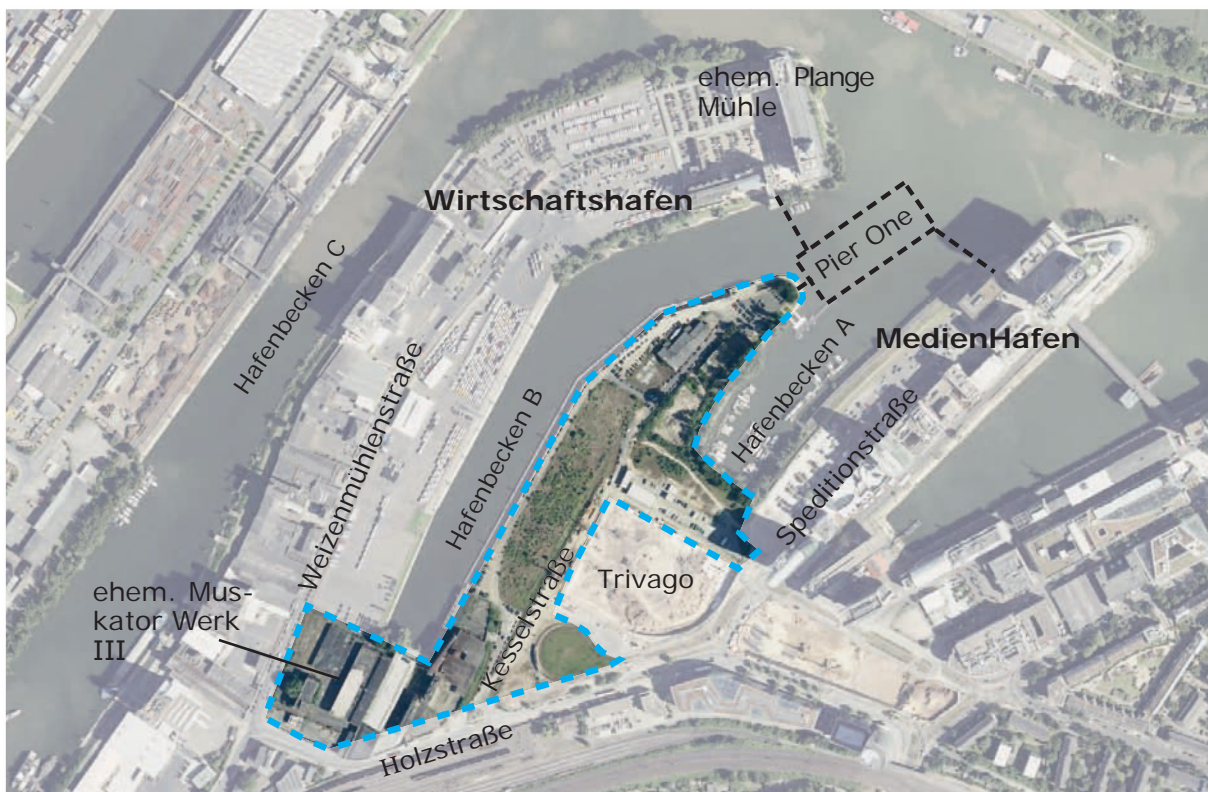 ehem. Plange
Mühle
Wirtschaftshafen
Pier One
Hafenbecken C
MedienHafen
Hafenbecken A
Weizenmühlenstraße
Hafenbecken B
Speditionstraße
Trivago
ehem. Mus-
kator Werk
III
Kesselstraße
Holzstraße